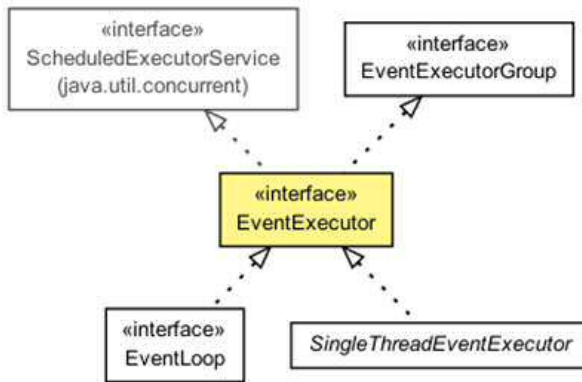 «interface»
ScheduledExecutorService
(java.util.concurrent)
«interface»
EventExecutorGroup
«interface»
EventExecutor
«interface»
EventLoop
SingleThreadEventExecutor